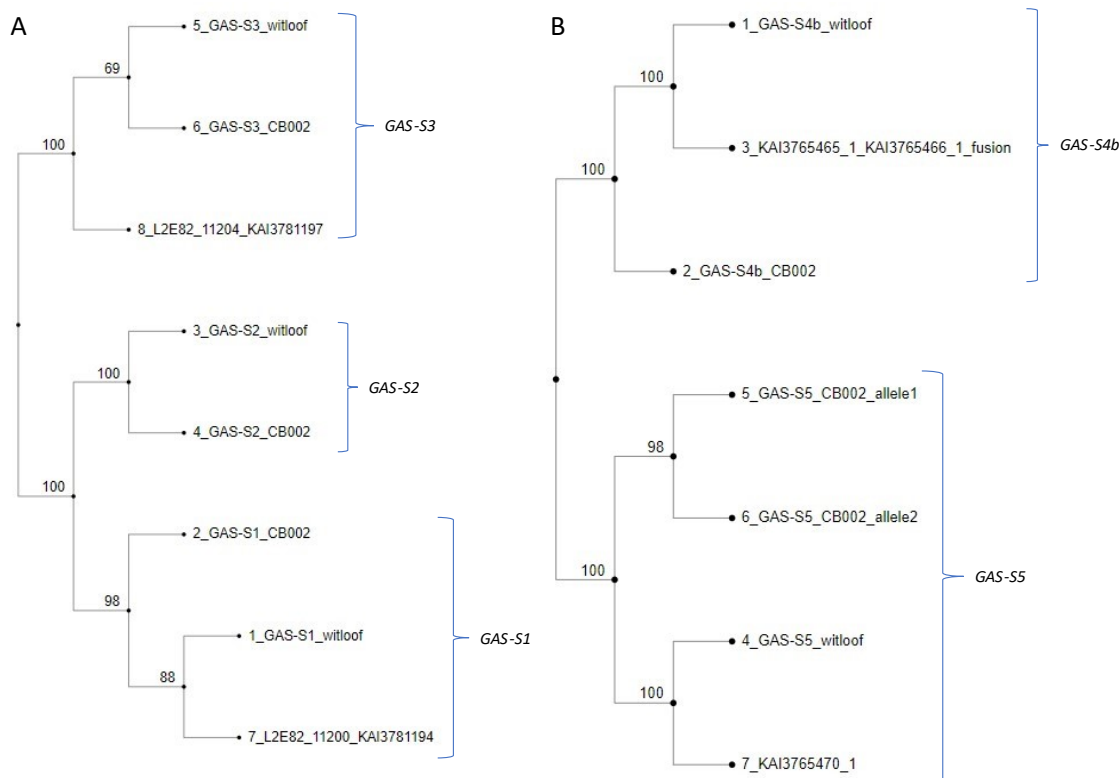 A
5_GAS-S3_witloof
69
6_GAS-S3_CB002
GAS-S3
100
8_L2E82_11204_KAI3781197
3_GAS-S2_witloof
100
GAS-S2
4_GAS-S2_CB002
100
2_GAS-S1_CB002
98
1_GAS-S1_witloof
GAS-S1
88
7_L2E82_11200_KAI3781194
B
1_GAS-S4b_witloof
100
3_KAI3765465_1_KAI3765466_1_fusion
GAS-S4b
100
2_GAS-S4b_CB002
5_GAS-S5_CB002_allele1
98
6_GAS-S5_CB002_allele2
100
GAS-S5
4_GAS-S5_witloof
100
7_KAI3765470_1